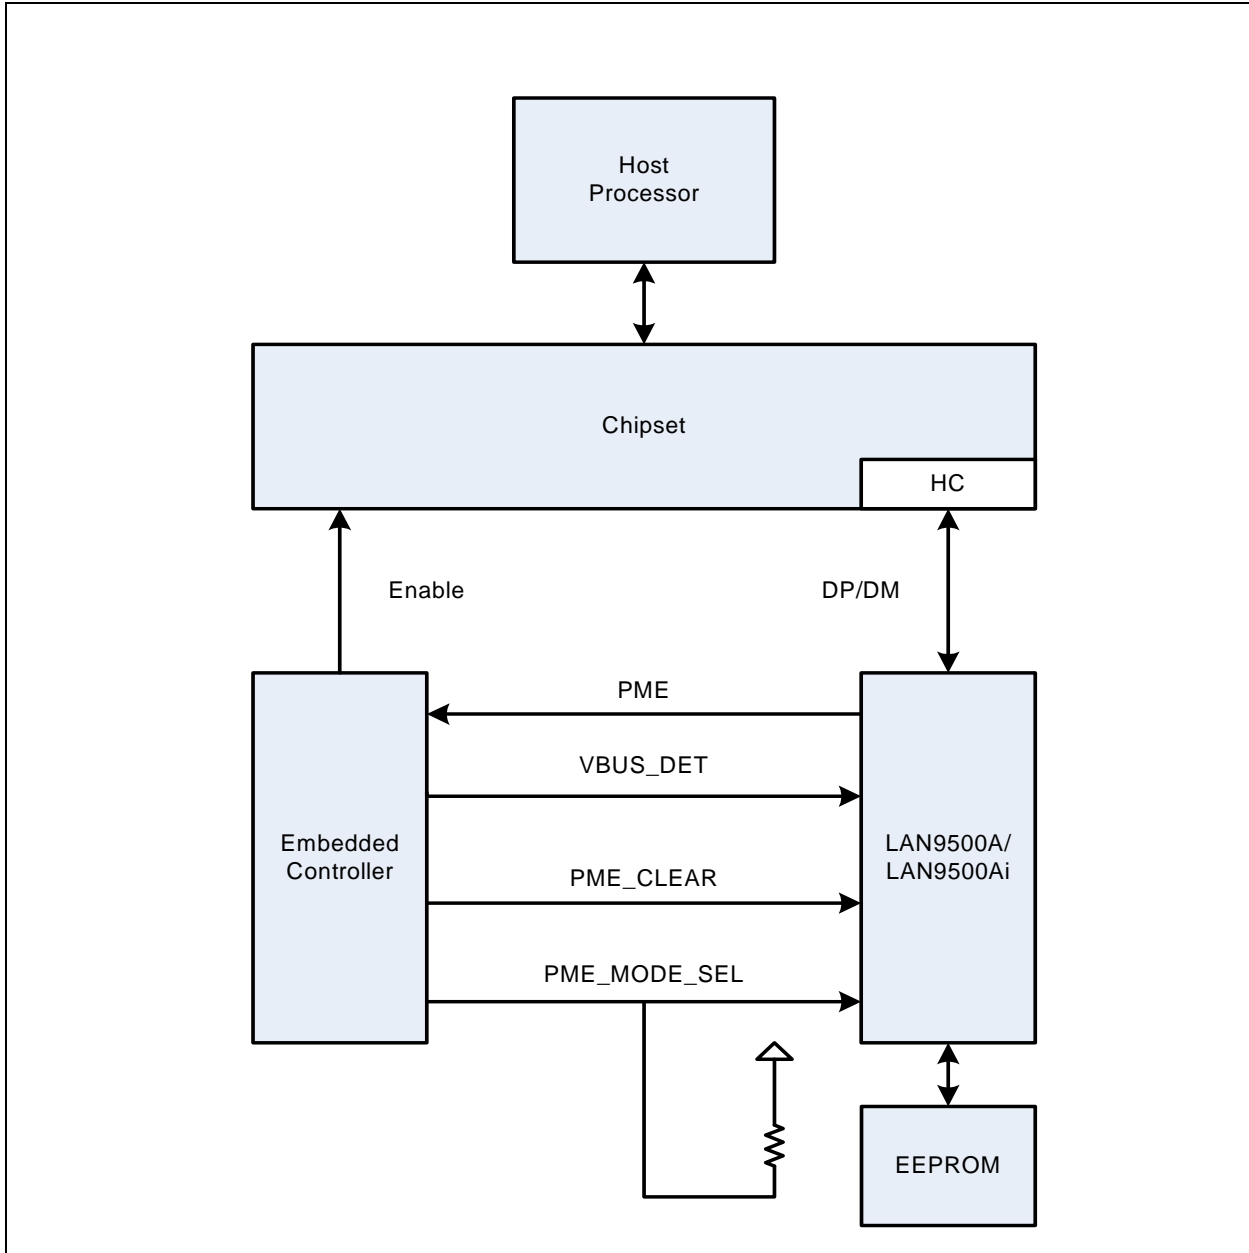 Host
Processor
Chipset
HC
Enable
DP/DM
PME
VBUS_DET
Embedded
Controller
LAN9500A/
LAN9500Ai
PME_CLEAR
PME_MODE_SEL
EEPROM